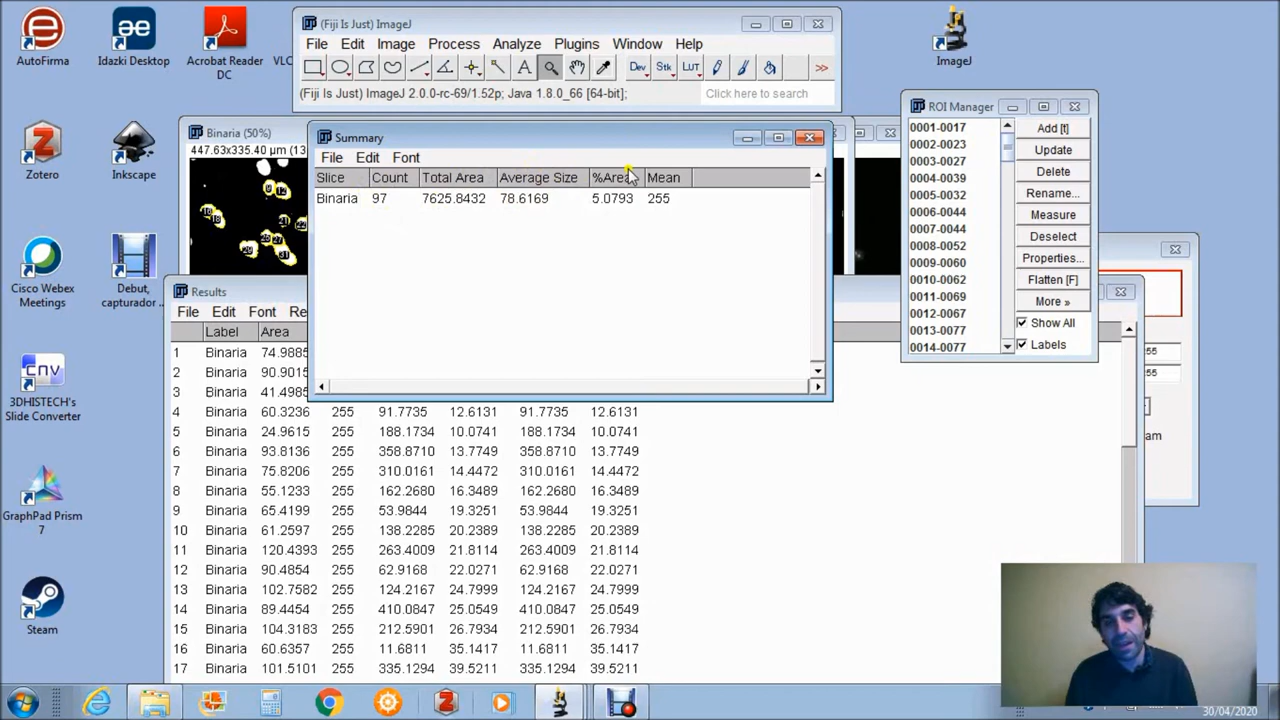 AutoFirma
Idazki Desktop
Acrobat Reader
DC
(Fiji Is Just) ImageJ
File Edit Image Process Analyze Plugins Window Help
Dev Stk LUT
(Fiji Is Just) ImageJ 2.0.0-rc-69/1.52p; Java 1.8.0_66 [64-bit];
Click here to search
ImageJ
ROI Manager
0001-0017
0002-0023
0003-0027
0004-0039
0005-0032
0006-0044
0007-0044
0008-0052
0009-0060
0010-0062
0011-0069
0012-0067
0013-0077
0014-0077
Add [t]
Update
Delete
Rename...
Measure
Deselect
Properties...
Flatten [F]
More »
Show All
Labels
Binaria (50%)
Zotero
Inkscape
Summary
File Edit Font
Slice Count Total Area Average Size %Area Mean
Binaria 97 7625.8432 78.6169 5.0793 255
Cisco Webex
Meetings
Debut,
capturador ...
Results
File Edit Font Re
Label Area
1 Binaria 74.9885
2 Binaria 90.9015
3 Binaria 41.4985
4 Binaria 60.3236 255 91.7735 12.6131 91.7735 12.6131
5 Binaria 24.9615 255 188.1734 10.0741 188.1734 10.0741
6 Binaria 93.8136 255 358.8710 13.7749 358.8710 13.7749
7 Binaria 75.8206 255 310.0161 14.4472 310.0161 14.4472
8 Binaria 55.1233 255 162.2680 16.3489 162.2680 16.3489
9 Binaria 65.4199 255 53.9844 19.3251 53.9844 19.3251
10 Binaria 61.2597 255 138.2285 20.2389 138.2285 20.2389
11 Binaria 120.4393 255 263.4009 21.8114 263.4009 21.8114
12 Binaria 90.4854 255 62.9168 22.0271 62.9168 22.0271
13 Binaria 102.7582 255 124.2167 24.7999 124.2167 24.7999
14 Binaria 89.4454 255 410.0847 25.0549 410.0847 25.0549
15 Binaria 104.3183 255 212.5901 26.7934 212.5901 26.7934
16 Binaria 60.6357 255 11.6811 35.1417 11.6811 35.1417
17 Binaria 101.5101 255 335.1294 39.5211 335.1294 39.5211
3DHISTECH'S
Slide Converter
GraphPad Prism
7
Steam
30/04/2020